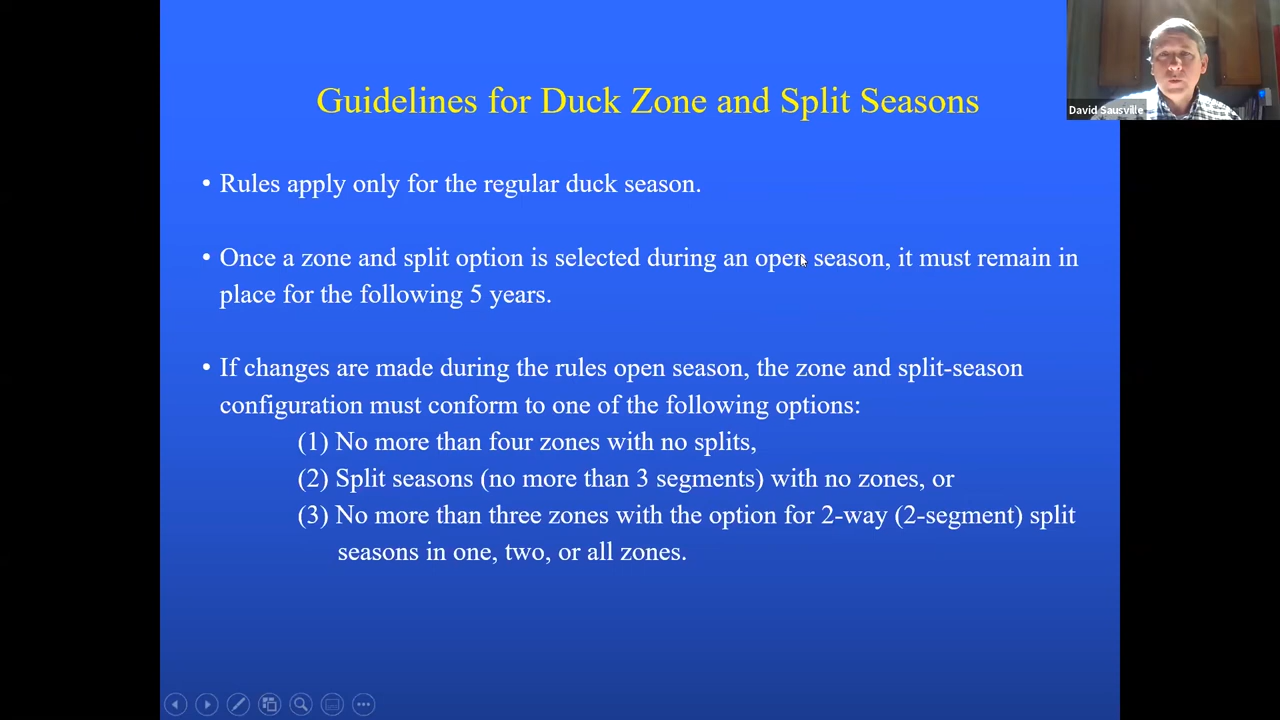 Guidelines for Duck Zone and Split Seasons
David Sausville
• Rules apply only for the regular duck season.
• Once a zone and split option is selected during an open season, it must remain in
place for the following 5 years.
• If changes are made during the rules open season, the zone and split-season
configuration must conform to one of the following options:
(1) No more than four zones with no splits,
(2) Split seasons (no more than 3 segments) with no zones, or
(3) No more than three zones with the option for 2-way (2-segment) split
seasons in one, two, or all zones.